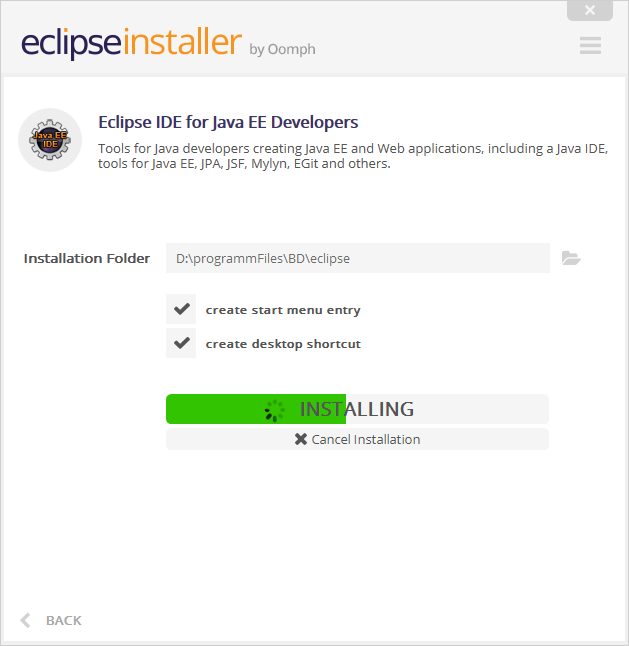 eclipseinstaller by Oomph
Java EE
IDE
Eclipse IDE for Java EE Developers
Tools for Java developers creating Java EE and Web applications, including a Java IDE,
tools for Java EE, JPA, JSF, Mylyn, EGit and others.
Installation Folder D:\programmFiles\BD\eclipse
create start menu entry
create desktop shortcut
INSTALLING
Cancel Installation
BACK